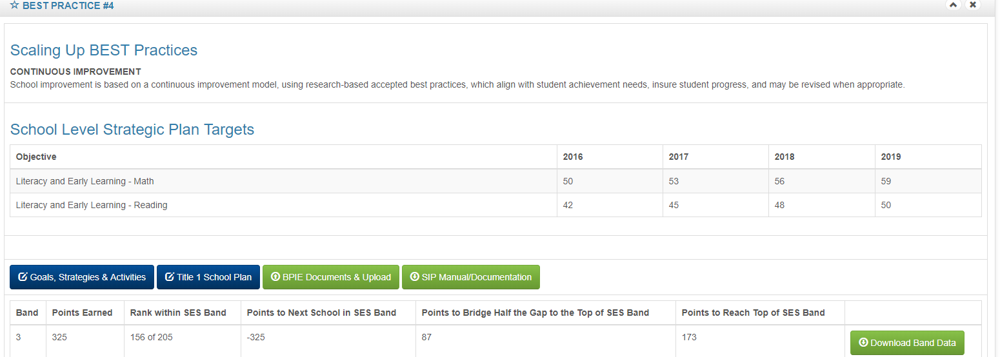 BEST PRACTICE #4
Scaling Up BEST Practices
CONTINUOUS IMPROVEMENT
School improvement is based on a continuous improvement model, using research-based accepted best practices, which align with student achievement needs, insure student progress, and may be revised when appropriate.
School Level Strategic Plan Targets
Objective 2016 2017 2018 2019
Literacy and Early Learning - Math 50 53 56 59
Literacy and Early Learning - Reading 42 45 48 50
Goals, Strategies & Activities Title 1 School Plan BPIE Documents & Upload SIP Manual/Documentation
Band Points Earned Rank within SES Band Points to Next School in SES Band Points to Bridge Half the Gap to the Top of SES Band Points to Reach Top of SES Band
3 325 156 of 205 -325 87 173 Download Band Data